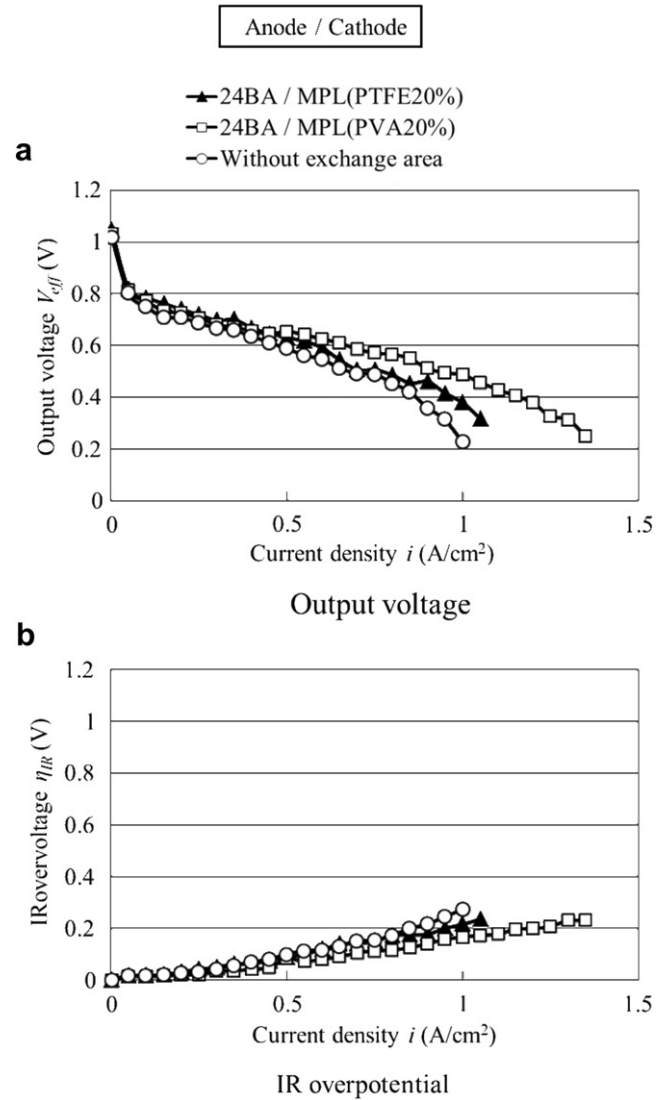 Anode / Cathode
24BA / MPL(PTFE20%)
24BA / MPL(PVA20%)
Without exchange area
a
1.2
1
0.8
0.6
0.4
0.2
0
Output voltage Veff (V)
0 0.5 1 1.5
Current density i (A/cm²)
Output voltage
b
1.2
1
0.8
0.6
0.4
0.2
0
IRovervoltage ηIR (V)
0 0.5 1 1.5
Current density i (A/cm²)
IR overpotential